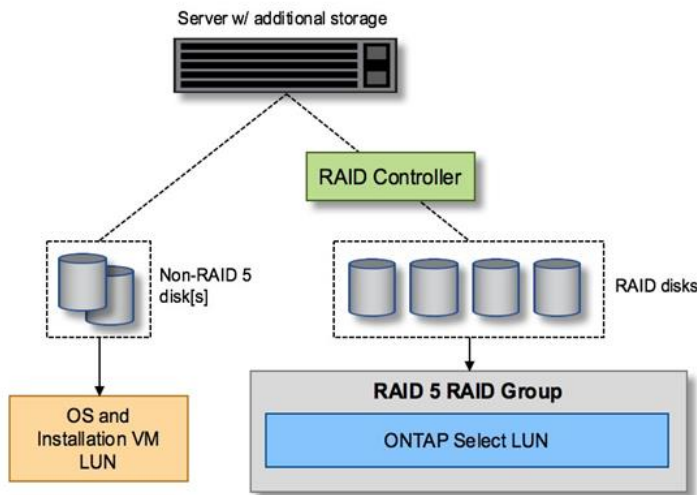 Server w/ additional storage
RAID Controller
Non-RAID 5
disk[s]
RAID disks
OS and
Installation VM
LUN
RAID 5 RAID Group
ONTAP Select LUN